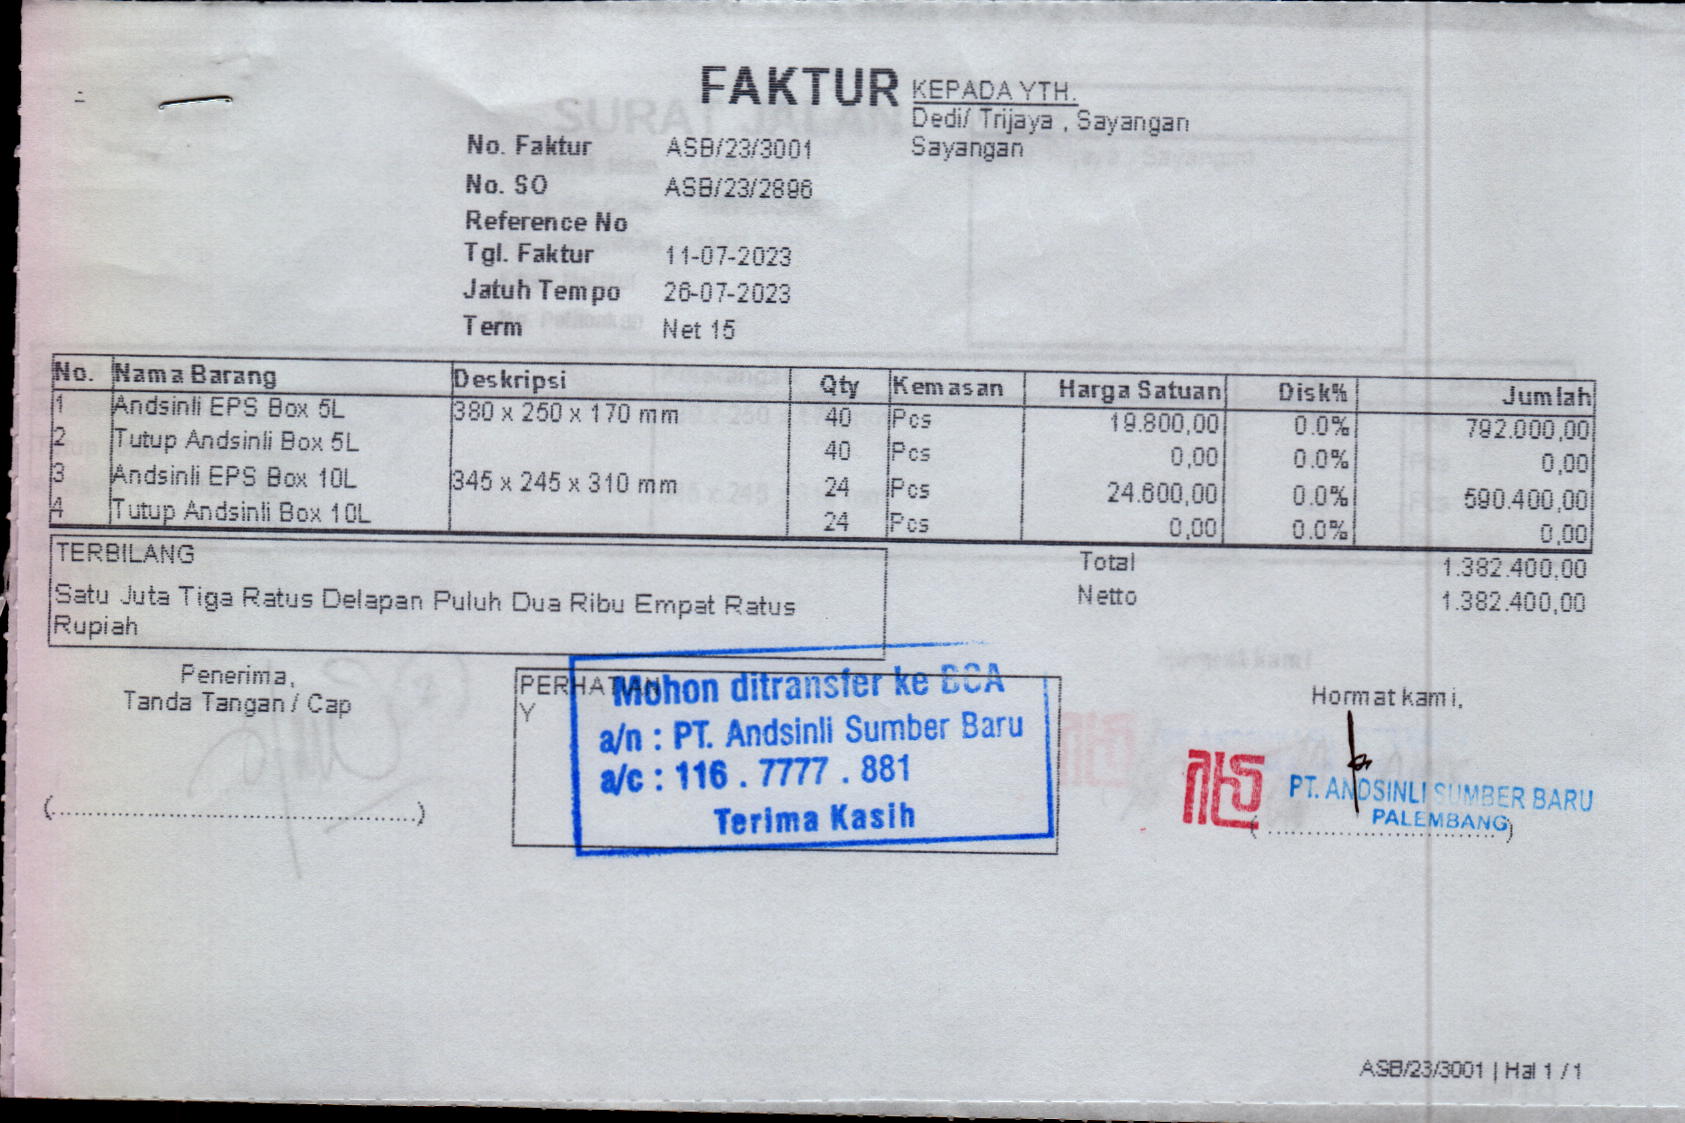 FAKTUR
KEPADA YTH.
Dedi/ Trijaya , Sayangan
Sayangan
No. Faktur ASB/23/3001
No. SO ASB/23/2896
Reference No
Tgl. Faktur 11-07-2023
Jatuh Tempo 26-07-2023
Term Net 15
No. Nama Barang Deskripsi Qty Kemasan Harga Satuan Disk% Jumlah
1 Andsinli EPS Box 5L 380 x 250 x 170 mm 40 Pcs 19.800,00 0.0% 792.000,00
2 Tutup Andsinli Box 5L 40 Pcs 0,00 0.0% 0,00
3 Andsinli EPS Box 10L 345 x 245 x 310 mm 24 Pcs 24.600,00 0.0% 590.400,00
4 Tutup Andsinli Box 10L 24 Pcs 0,00 0.0% 0,00
TERBILANG
Satu Juta Tiga Ratus Delapan Puluh Dua Ribu Empat Ratus
Rupiah
Total 1.382.400,00
Netto 1.382.400,00
Penerima,
Tanda Tangan / Cap
PERHATIAN
Y
Mohon ditransfer ke BCA
a/n : PT. Andsinli Sumber Baru
a/c : 116 . 7777 . 881
Terima Kasih
Hormat kami,
PT. ANDSINLI SUMBER BARU
PALEMBANG
ASB/23/3001 | Hal 1 / 1